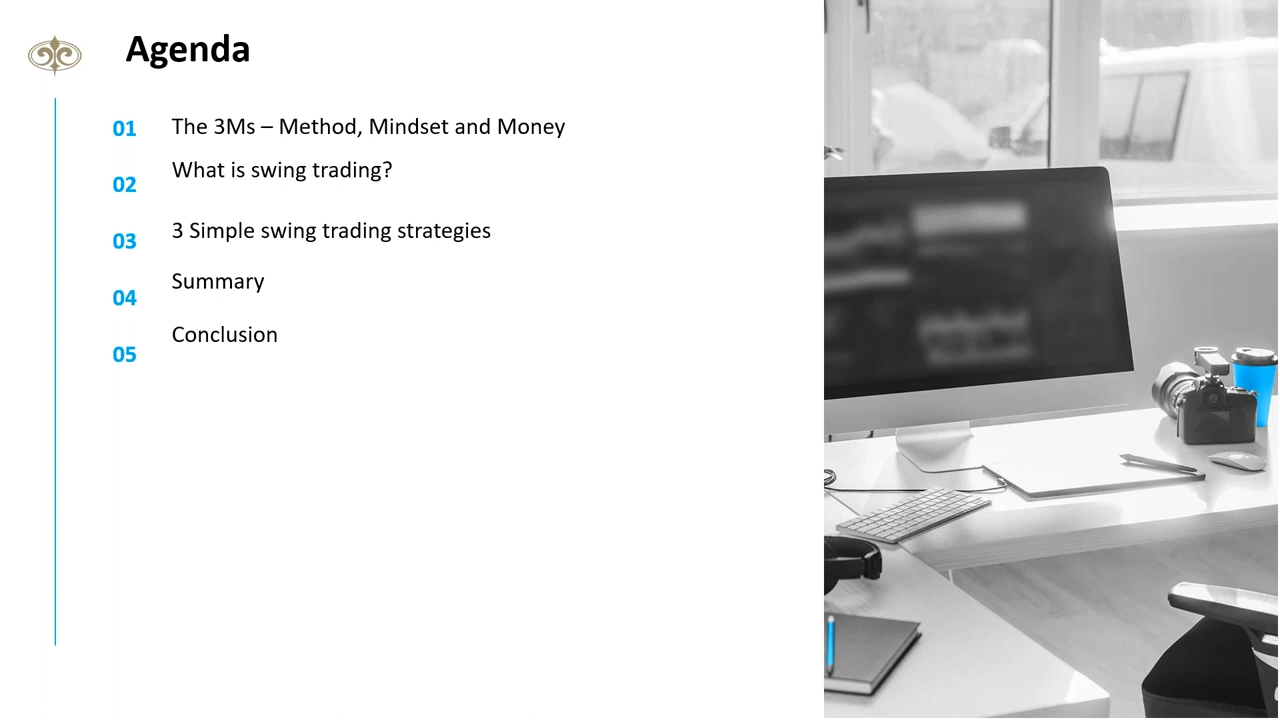 Agenda
01 The 3Ms – Method, Mindset and Money
02 What is swing trading?
03 3 Simple swing trading strategies
04 Summary
05 Conclusion